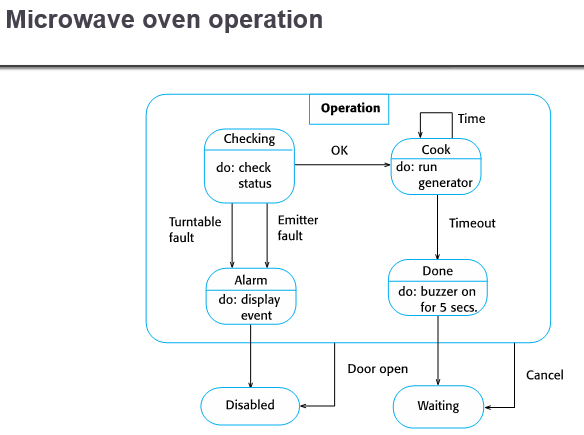 Microwave oven operation
Operation
Checking
do: check
status
OK
Time
Cook
do: run
generator
Turntable
fault
Emitter
fault
Timeout
Alarm
do: display
event
Done
do: buzzer on
for 5 secs.
Door open
Cancel
Disabled
Waiting